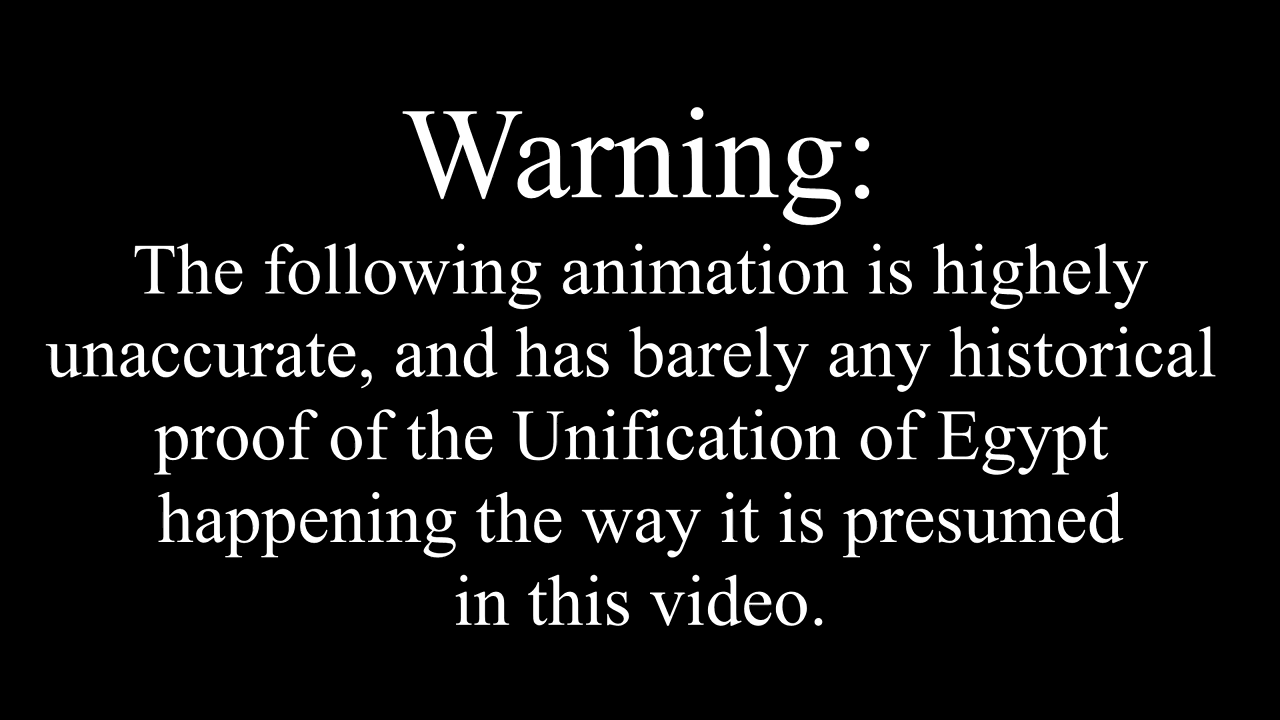 Warning:
The following animation is highely
unaccurate, and has barely any historical
proof of the Unification of Egypt
happening the way it is presumed
in this video.